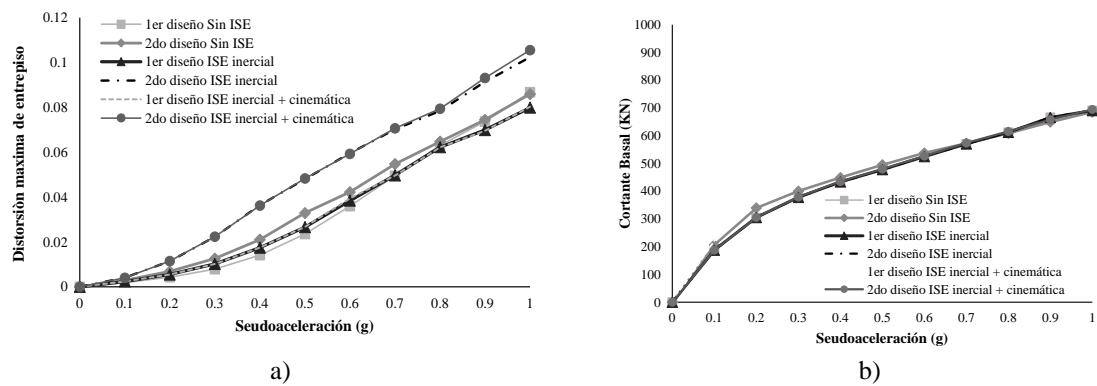 0.12
0.1
0.08
0.06
0.04
0.02
0
Distorsiòn maxima de entrepiso
1er diseño Sin ISE
2do diseño Sin ISE
1er diseño ISE inercial
2do diseño ISE inercial
1er diseño ISE inercial + cinemática
2do diseño ISE inercial + cinemática
0 0.1 0.2 0.3 0.4 0.5 0.6 0.7 0.8 0.9 1
Seudoaceleración (g)
a)
1000
900
800
700
600
500
400
300
200
100
0
Cortante Basal (KN)
1er diseño Sin ISE
2do diseño Sin ISE
1er diseño ISE inercial
2do diseño ISE inercial
1er diseño ISE inercial + cinemática
2do diseño ISE inercial + cinemática
0 0.1 0.2 0.3 0.4 0.5 0.6 0.7 0.8 0.9 1
Seudoaceleración (g)
b)